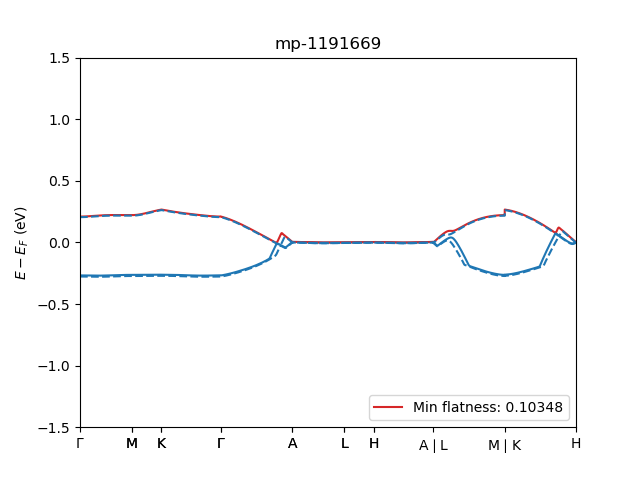 mp-1191669
1.5
1.0
0.5
0.0
−0.5
−1.0
−1.5
E − E_F (eV)
Min flatness: 0.10348
Γ M K Γ A L H A | L M | K H